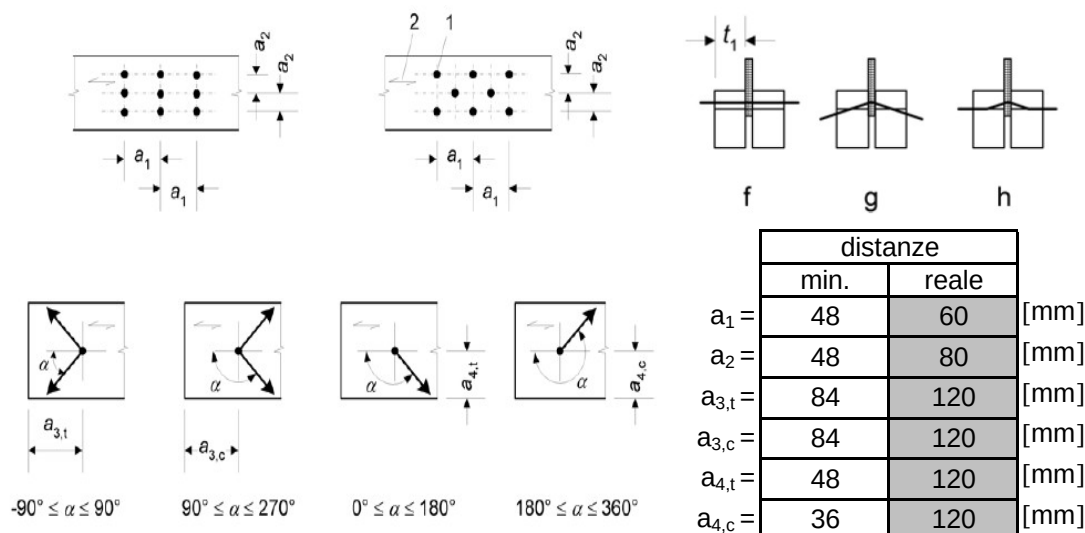 2 1 t₁
a₂ a₂ a₂ a₂
a₁ a₁
a₁ a₁
f g h
distanze
min. reale
a₁ = 48 60 [mm]
a₂ = 48 80 [mm]
a₃,t = 84 120 [mm]
a₃,c = 84 120 [mm]
a₄,t = 48 120 [mm]
a₄,c = 36 120 [mm]
α α α α
a₄,t a₄,c
a₃,t a₃,c
-90° ≤ α ≤ 90° 90° ≤ α ≤ 270° 0° ≤ α ≤ 180° 180° ≤ α ≤ 360°